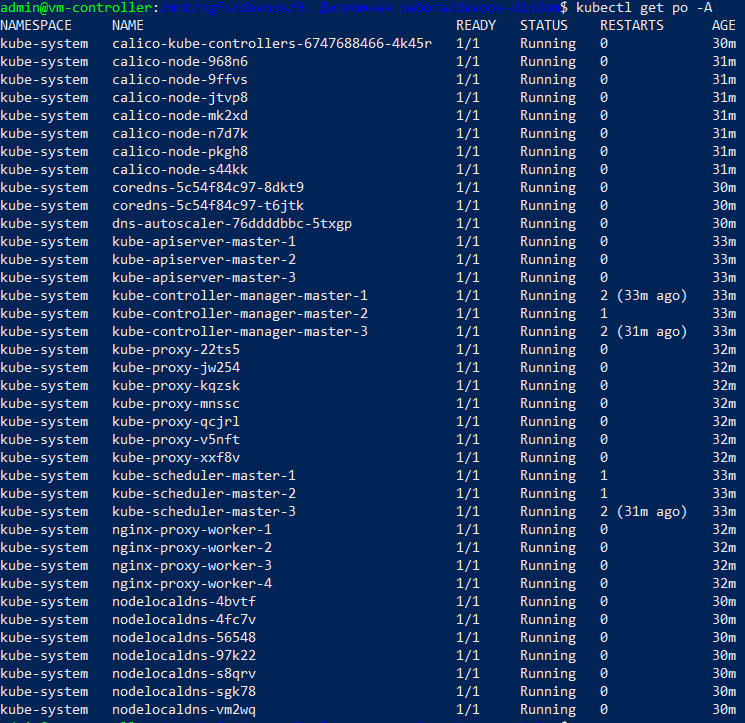 admin@vm-controller:$ kubectl get po -A
NAMESPACE NAME READY STATUS RESTARTS AGE
kube-system calico-kube-controllers-6747688466-4k45r 1/1 Running 0 30m
kube-system calico-node-968n6 1/1 Running 0 31m
kube-system calico-node-9ffvs 1/1 Running 0 31m
kube-system calico-node-jtvp8 1/1 Running 0 31m
kube-system calico-node-mk2xd 1/1 Running 0 31m
kube-system calico-node-n7d7k 1/1 Running 0 31m
kube-system calico-node-pkgh8 1/1 Running 0 31m
kube-system calico-node-s44kk 1/1 Running 0 31m
kube-system coredns-5c54f84c97-8dkt9 1/1 Running 0 30m
kube-system coredns-5c54f84c97-t6jtk 1/1 Running 0 30m
kube-system dns-autoscaler-76ddddbbc-5txgp 1/1 Running 0 30m
kube-system kube-apiserver-master-1 1/1 Running 0 33m
kube-system kube-apiserver-master-2 1/1 Running 0 33m
kube-system kube-apiserver-master-3 1/1 Running 0 33m
kube-system kube-controller-manager-master-1 1/1 Running 2 (33m ago) 33m
kube-system kube-controller-manager-master-2 1/1 Running 1 33m
kube-system kube-controller-manager-master-3 1/1 Running 2 (31m ago) 33m
kube-system kube-proxy-22ts5 1/1 Running 0 32m
kube-system kube-proxy-jw254 1/1 Running 0 32m
kube-system kube-proxy-kqzsk 1/1 Running 0 32m
kube-system kube-proxy-mnssc 1/1 Running 0 32m
kube-system kube-proxy-qcjrl 1/1 Running 0 32m
kube-system kube-proxy-v5nft 1/1 Running 0 32m
kube-system kube-proxy-xxf8v 1/1 Running 0 32m
kube-system kube-scheduler-master-1 1/1 Running 1 33m
kube-system kube-scheduler-master-2 1/1 Running 1 33m
kube-system kube-scheduler-master-3 1/1 Running 2 (31m ago) 33m
kube-system nginx-proxy-worker-1 1/1 Running 0 32m
kube-system nginx-proxy-worker-2 1/1 Running 0 32m
kube-system nginx-proxy-worker-3 1/1 Running 0 32m
kube-system nginx-proxy-worker-4 1/1 Running 0 32m
kube-system nodelocaldns-4bvtf 1/1 Running 0 30m
kube-system nodelocaldns-4fc7v 1/1 Running 0 30m
kube-system nodelocaldns-56548 1/1 Running 0 30m
kube-system nodelocaldns-97k22 1/1 Running 0 30m
kube-system nodelocaldns-s8qrv 1/1 Running 0 30m
kube-system nodelocaldns-sgk78 1/1 Running 0 30m
kube-system nodelocaldns-vm2wq 1/1 Running 0 30m